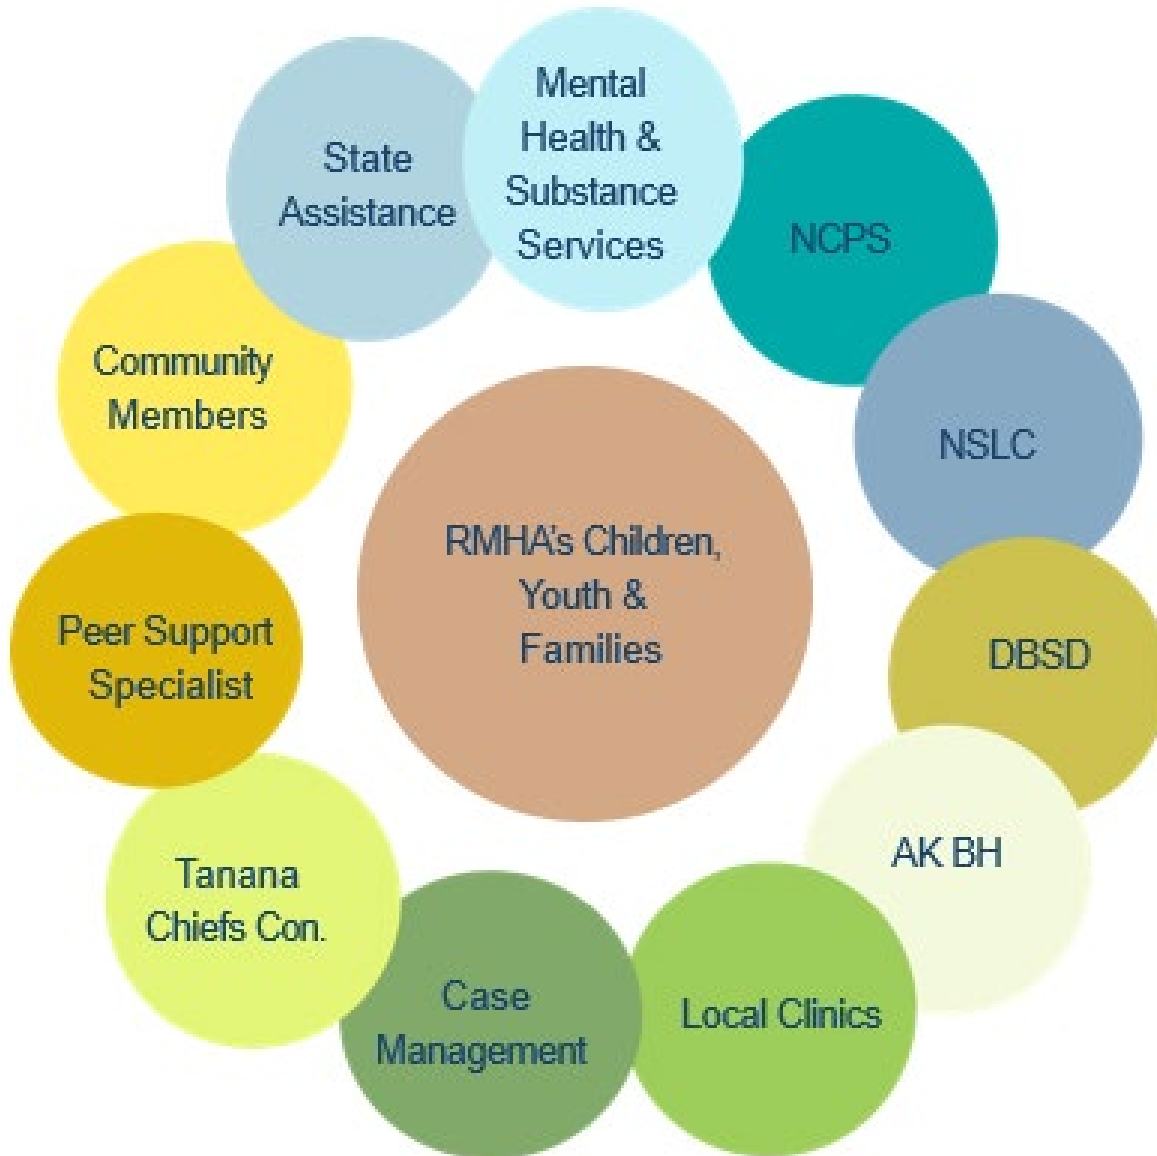 Mental
Health &
Substance
Services
NCPS
NSLC
DBSD
AK BH
Local Clinics
Case
Management
Tanana
Chiefs Con.
Peer Support
Specialist
Community
Members
State
Assistance
RMHA's Children,
Youth &
Families